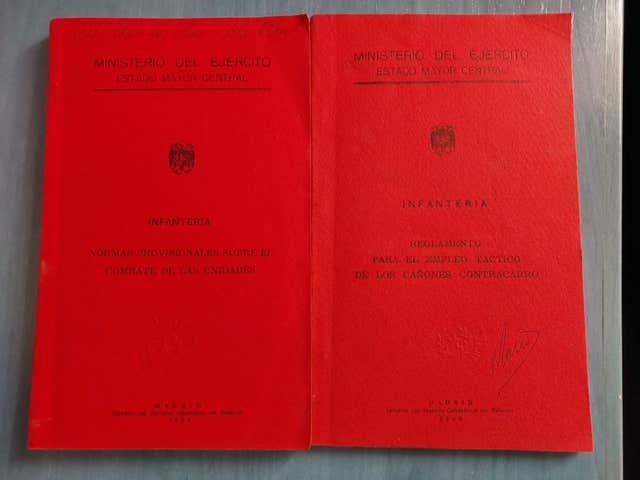 MINISTERIO DEL EJERCITO
ESTADO MAYOR CENTRAL
INFANTERIA
NORMAS PROVISIONALES SOBRE EL
COMBATE DE LAS UNIDADES
MADRID
MINISTERIO DEL EJERCITO
ESTADO MAYOR CENTRAL
INFANTERIA
REGLAMENTO
PARA EL EMPLEO TACTICO
DE LOS CAÑONES CONTRACARRO
MADRID